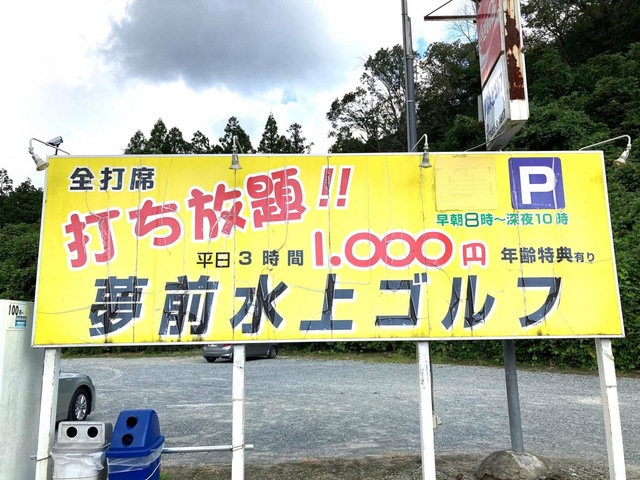 全打席
打ち放題!!
P
早朝8時～深夜10時
平日3時間 1.000円 年齢特典有り
夢前水上ゴルフ
100